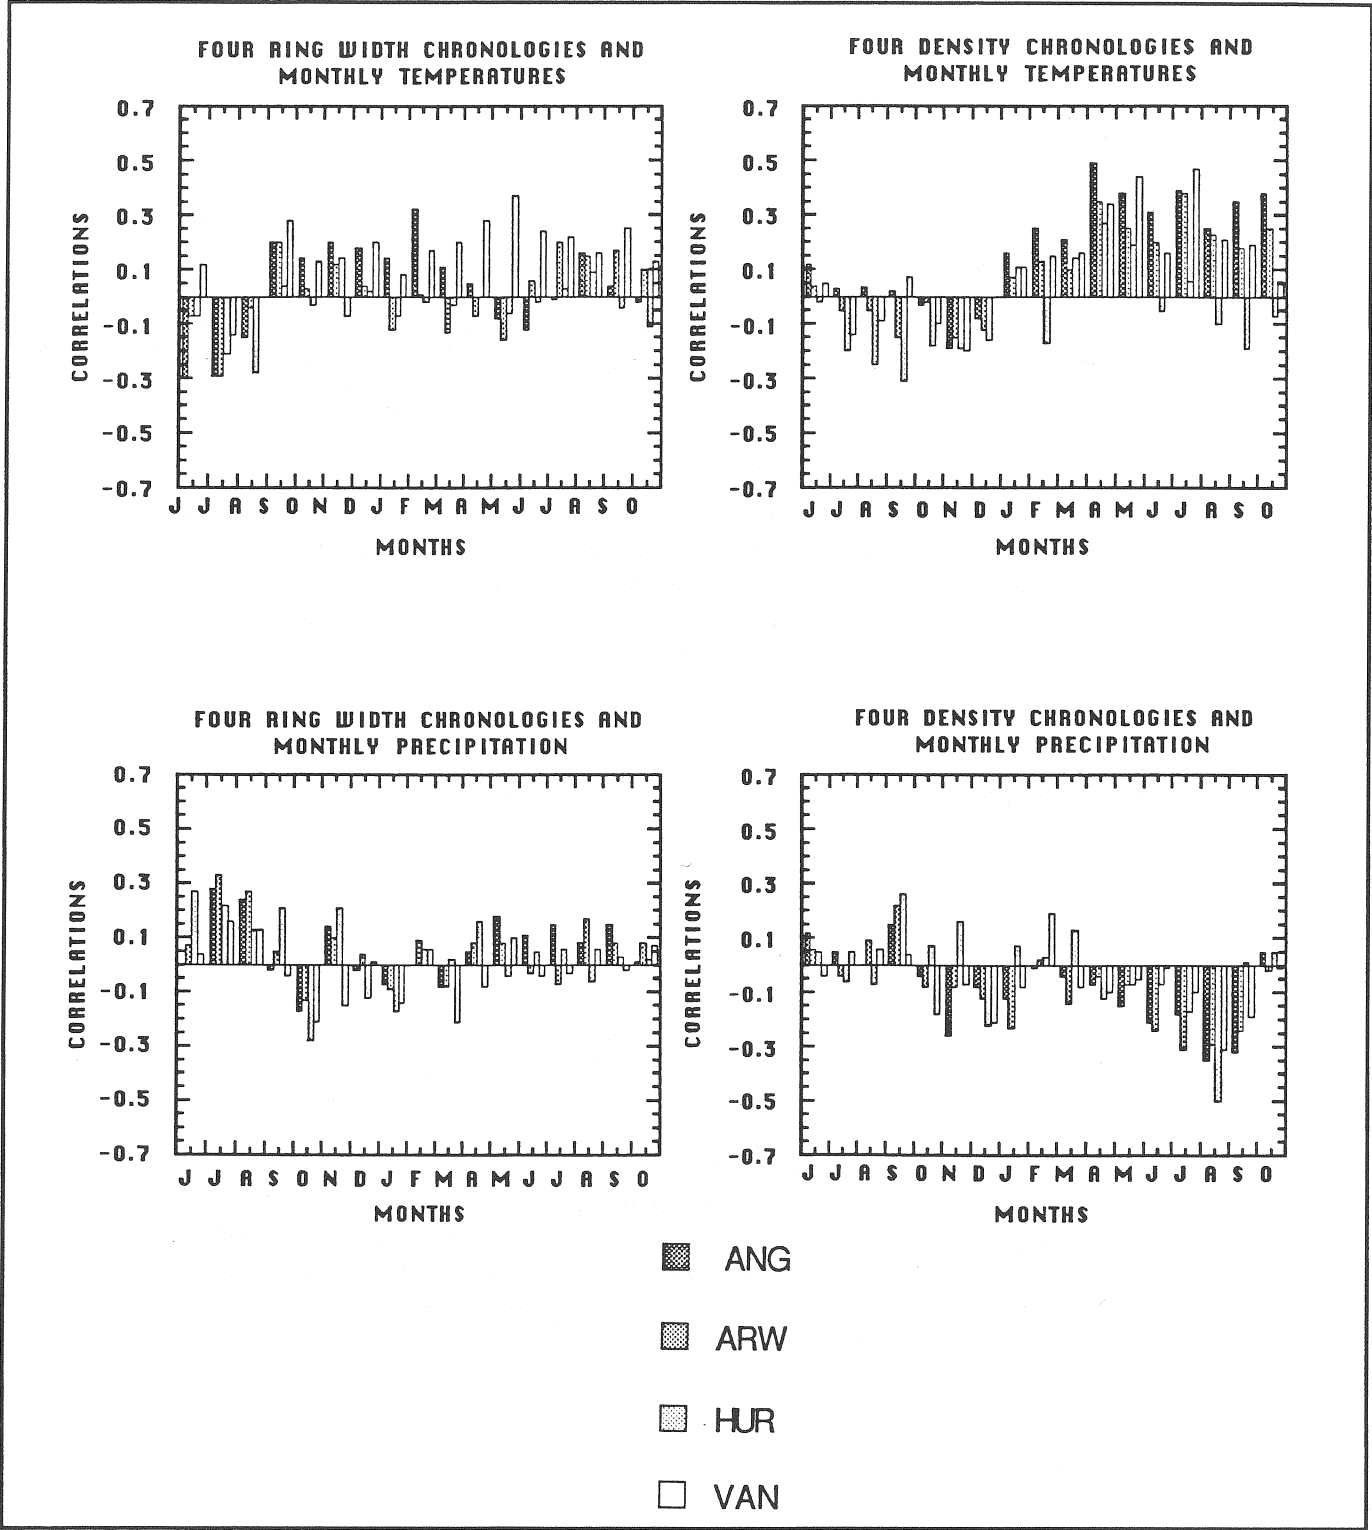 FOUR RING WIDTH CHRONOLOGIES AND
MONTHLY TEMPERATURES
0.7
0.5
0.3
0.1
-0.1
-0.3
-0.5
-0.7
CORRELATIONS
J J A S O N D J F M A M J J A S O
MONTHS
FOUR DENSITY CHRONOLOGIES AND
MONTHLY TEMPERATURES
0.7
0.5
0.3
0.1
-0.1
-0.3
-0.5
-0.7
CORRELATIONS
J J A S O N D J F M A M J J A S O
MONTHS
FOUR RING WIDTH CHRONOLOGIES AND
MONTHLY PRECIPITATION
0.7
0.5
0.3
0.1
-0.1
-0.3
-0.5
-0.7
CORRELATIONS
J J A S O N D J F M A M J J A S O
MONTHS
FOUR DENSITY CHRONOLOGIES AND
MONTHLY PRECIPITATION
0.7
0.5
0.3
0.1
-0.1
-0.3
-0.5
-0.7
CORRELATIONS
J J A S O N D J F M A M J J A S O
MONTHS
ANG
ARW
HUR
VAN